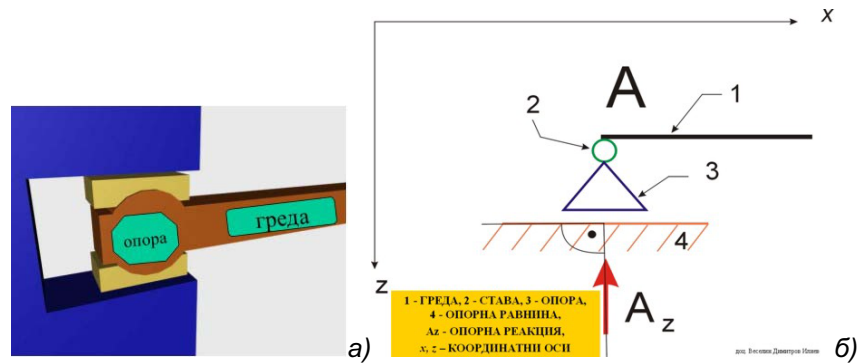 опора
греда
а)
x
A
1
2
3
4
z
A z
1 - ГРЕДА, 2 - СТАВА, 3 - ОПОРА,
4 - ОПОРНА РАВНИНА,
Az - ОПОРНА РЕАКЦИЯ,
x, z – КООРДИНАТНИ ОСИ
доц. Веселин Димитров Илиев
б)